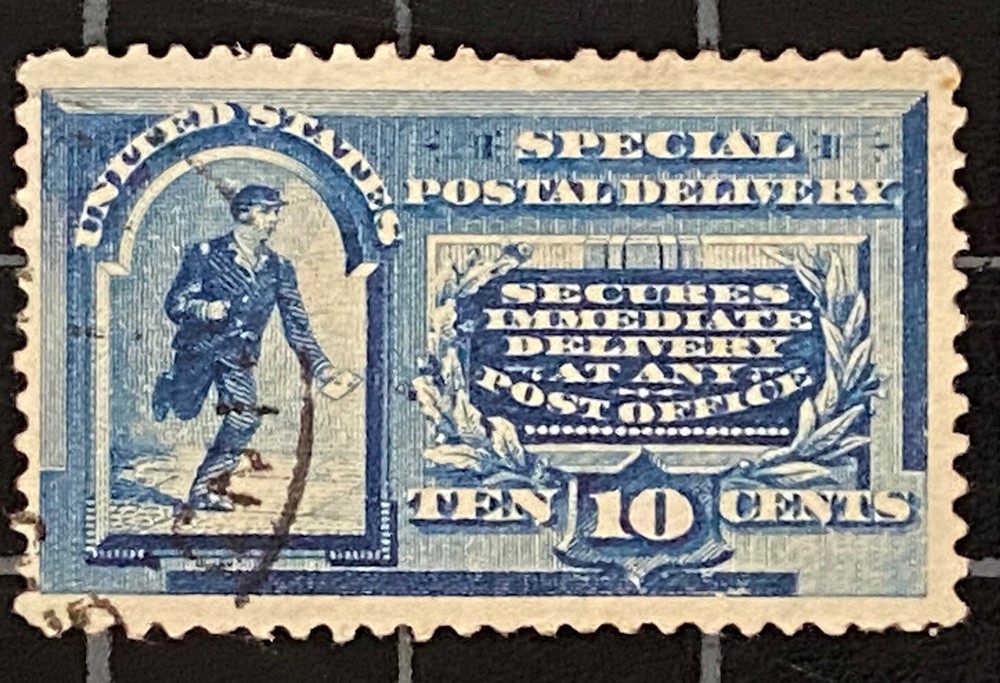 UNITED STATES
SPECIAL
POSTAL DELIVERY
SECURES
IMMEDIATE
DELIVERY
AT ANY
POST OFFICE
TEN 10 CENTS